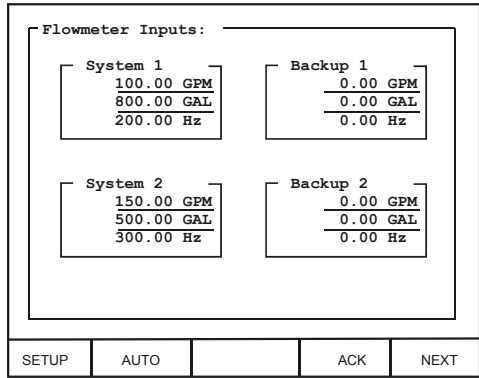 Flowmeter Inputs:
System 1
100.00 GPM
800.00 GAL
200.00 Hz
Backup 1
0.00 GPM
0.00 GAL
0.00 Hz
System 2
150.00 GPM
500.00 GAL
300.00 Hz
Backup 2
0.00 GPM
0.00 GAL
0.00 Hz
SETUP AUTO ACK NEXT